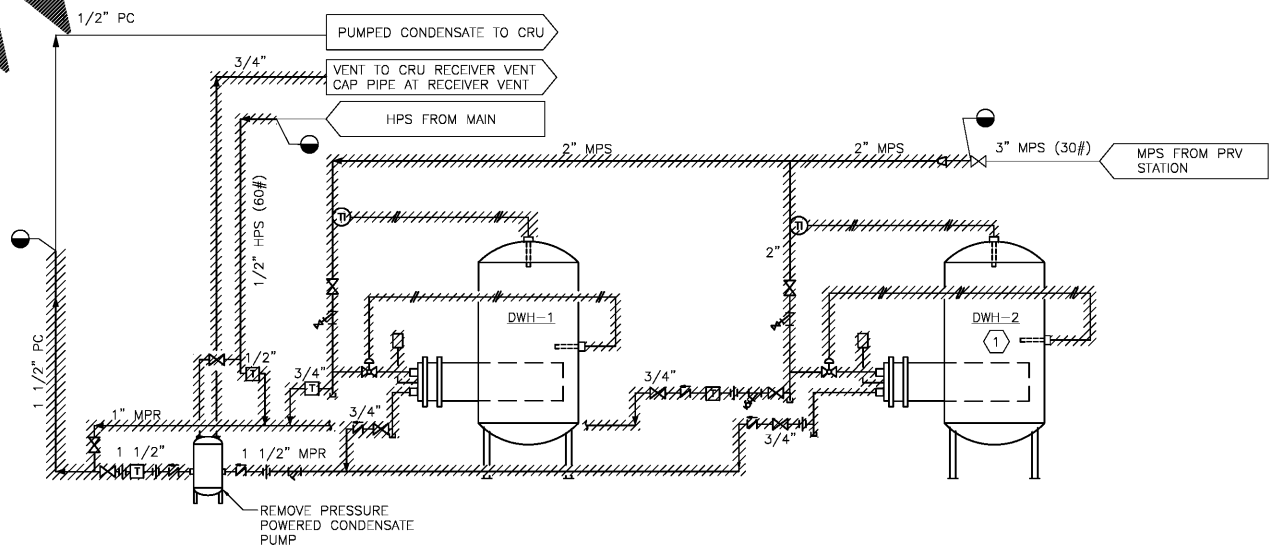 1/2" PC
PUMPED CONDENSATE TO CRU
3/4"
VENT TO CRU RECEIVER VENT
CAP PIPE AT RECEIVER VENT
HPS FROM MAIN
2" MPS
2" MPS
3" MPS (30#)
MPS FROM PRV
STATION
1/2" HPS (60#)
TI
TI
2"
DWH-1
DWH-2
1
1 1/2" PC
1/2"
T
3/4"
T
3/4"
3/4"
T
3/4"
1" MPR
1 1/2"
T
1 1/2" MPR
REMOVE PRESSURE
POWERED CONDENSATE
PUMP